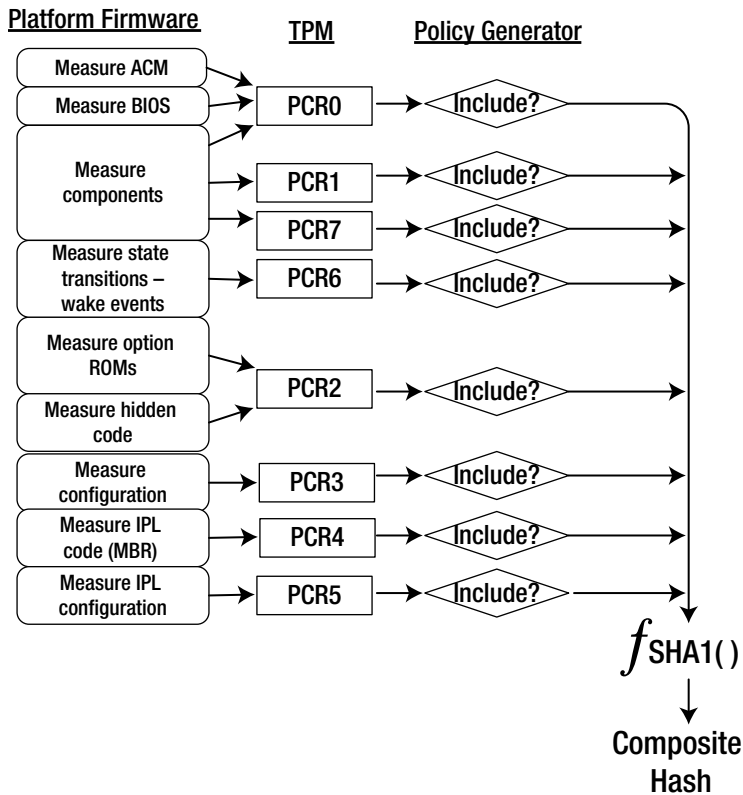 Platform Firmware
TPM
Policy Generator
Measure ACM
Measure BIOS
PCR0
Include?
Measure
components
PCR1
Include?
PCR7
Include?
Measure state
transitions –
wake events
PCR6
Include?
Measure option
ROMs
PCR2
Include?
Measure hidden
code
Measure
configuration
PCR3
Include?
Measure IPL
code (MBR)
PCR4
Include?
Measure IPL
configuration
PCR5
Include?
f SHA1( )
Composite
Hash